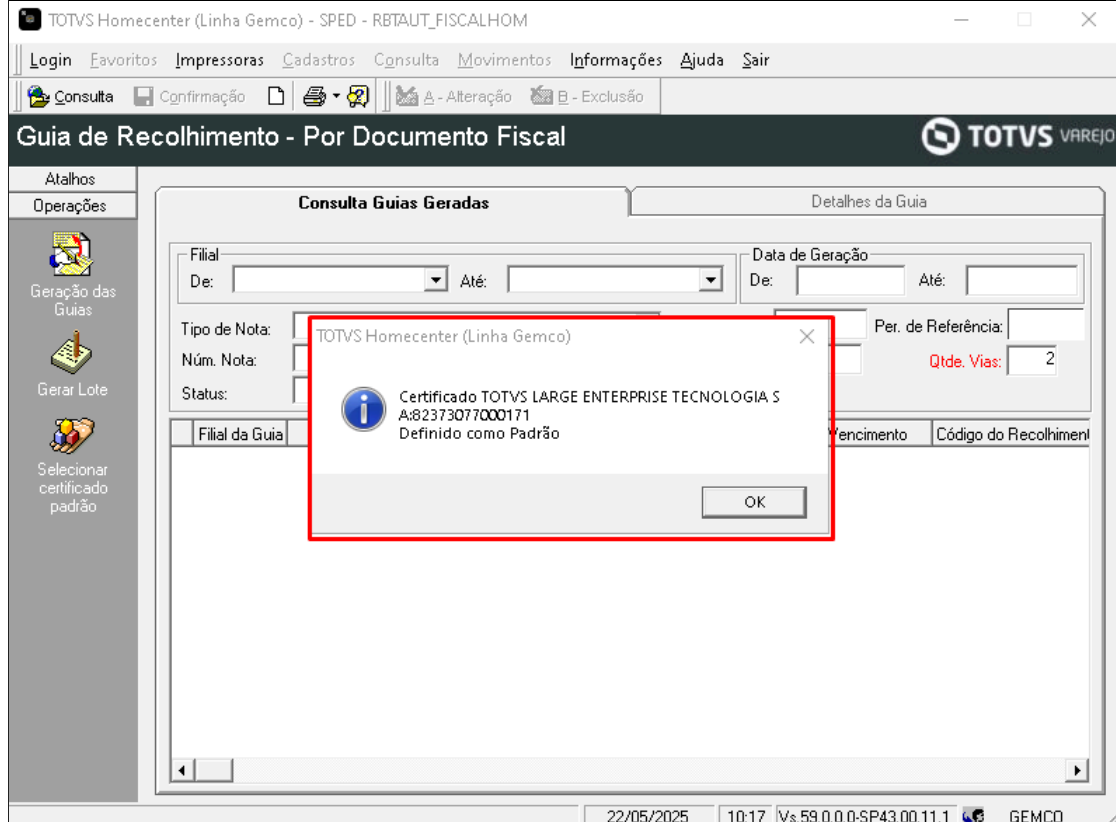 TOTVS Homecenter (Linha Gemco) - SPED - RBTAUT_FISCALHOM
Login Favoritos Impressoras Cadastros Consulta Movimentos Informações Ajuda Sair
Consulta Confirmação A - Alteração B - Exclusão
Guia de Recolhimento - Por Documento Fiscal
TOTVS VAREJO
Atalhos
Operações
Geração das
Guias
Gerar Lote
Selecionar
certificado
padrão
Consulta Guias Geradas
Detalhes da Guia
Filial
De: Até:
Data de Geração
De: Até:
Tipo de Nota:
Per. de Referência:
Núm. Nota:
Qtde. Vias: 2
Status:
Filial da Guia
Vencimento
Código do Recolhiment
TOTVS Homecenter (Linha Gemco)
Certificado TOTVS LARGE ENTERPRISE TECNOLOGIA S
A:82373077000171
Definido como Padrão
OK
22/05/2025 10:17 Vs.59.0.0.0-SP43.00.11.1 GEMCO